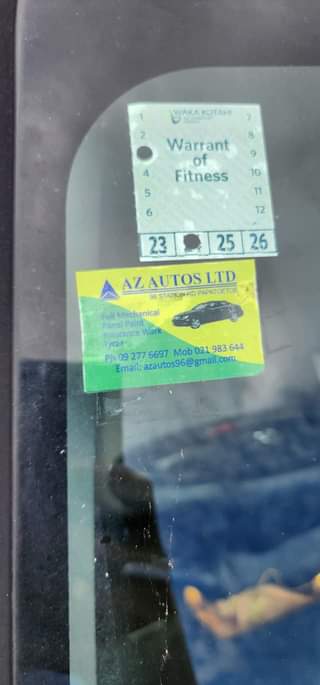 WAKA KOTAHI
1 7
2 8
Warrant
of
Fitness
9
4 10
5 11
6 12
23 25 26
AZ AUTOS LTD
Full Mechanical
Panel Paint
Insurance Work
Tyres
Ph 09 277 6697 Mob 021 983 644
Email: azautos96@gmail.com